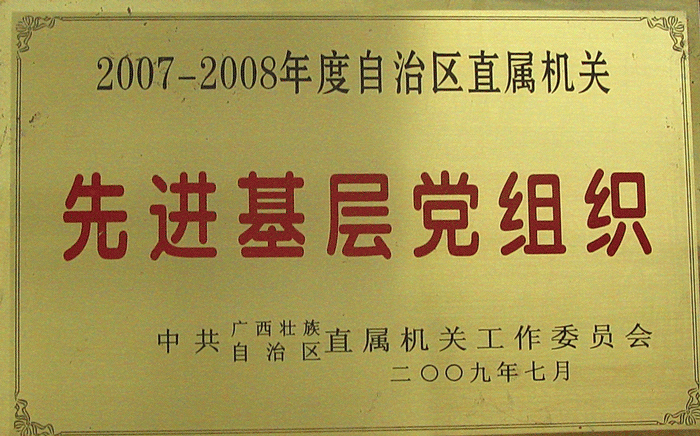 2007-2008年度自治区直属机关
先进基层党组织
中共广西壮族自治区直属机关工作委员会
二〇〇九年七月